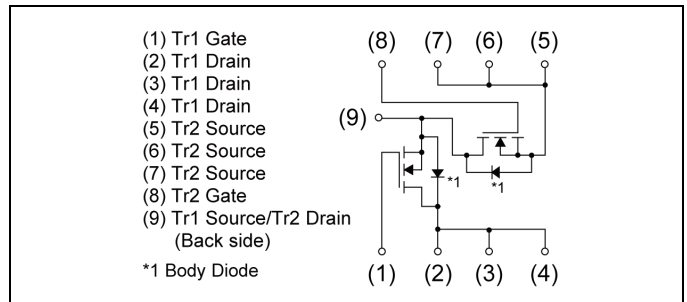 (1) Tr1 Gate
(2) Tr1 Drain
(3) Tr1 Drain
(4) Tr1 Drain
(5) Tr2 Source
(6) Tr2 Source
(7) Tr2 Source
(8) Tr2 Gate
(9) Tr1 Source/Tr2 Drain
(Back side)
*1 Body Diode
(8) (7) (6) (5)
(9)
*1
*1
(1) (2) (3) (4)